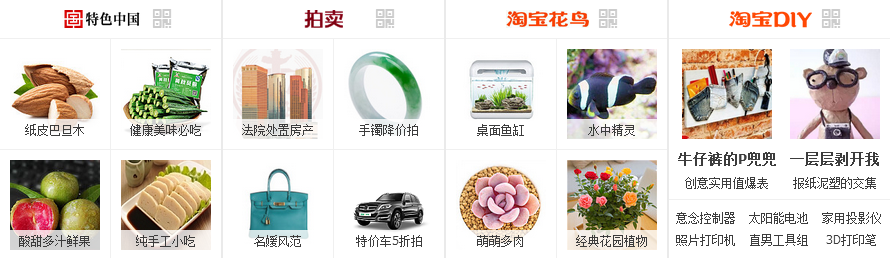 特色中国
纸皮巴旦木
健康美味必吃
酸甜多汁鲜果
纯手工小吃
拍卖
法院处置房产
手镯降价拍
名媛风范
特价车5折拍
淘宝花鸟
桌面鱼缸
水中精灵
萌萌多肉
经典花园植物
淘宝DIY
牛仔裤的P兜兜
一层层剥开我
创意实用值爆表
报纸泥塑的交集
意念控制器 太阳能电池 家用投影仪
照片打印机 直男工具组 3D打印笔